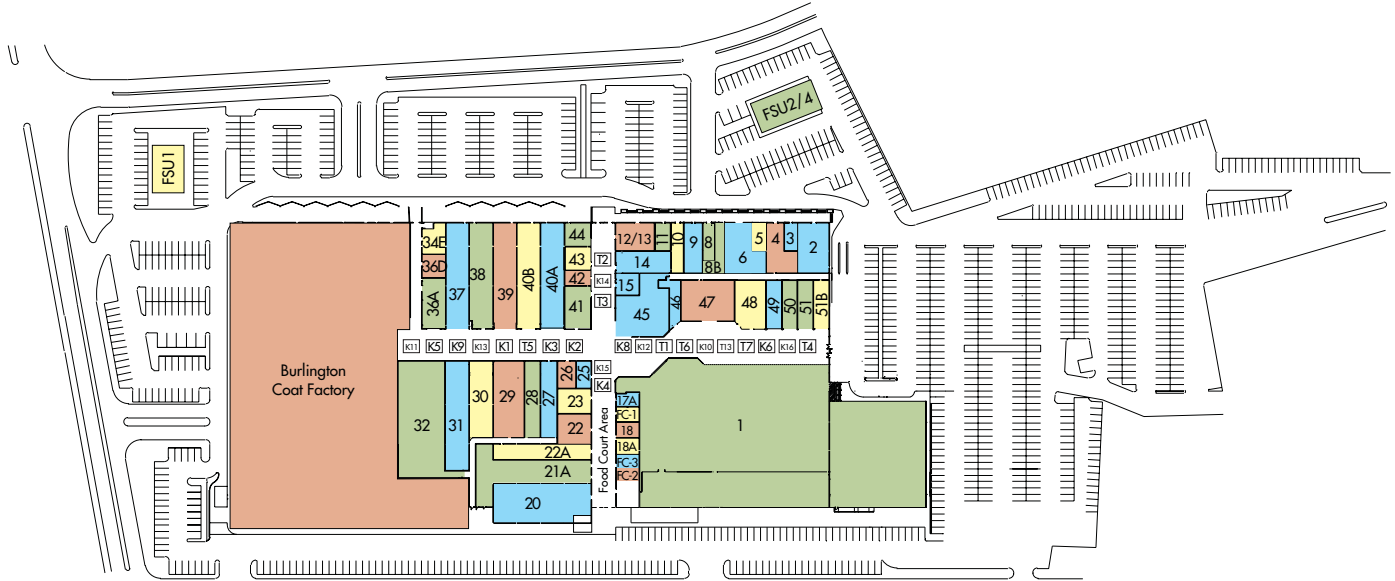 FSU2/4
FSU1
34E
36D
36A
37
38
39
40B
40A
44
43
42
41
T2
K14
T3
12/13
11
10
9
8
8B
6
5
4
3
2
14
15
45
46
47
48
49
50
51
51B
K11
K5
K9
K13
K1
T5
K3
K2
K8
K12
T1
T6
K10
T13
T7
K6
K16
T4
Burlington
Coat Factory
32
31
30
29
28
27
26
25
23
22
22A
21A
20
K15
K4
Food Court Area
17A
FC-1
18
18A
FC-3
FC-2
1